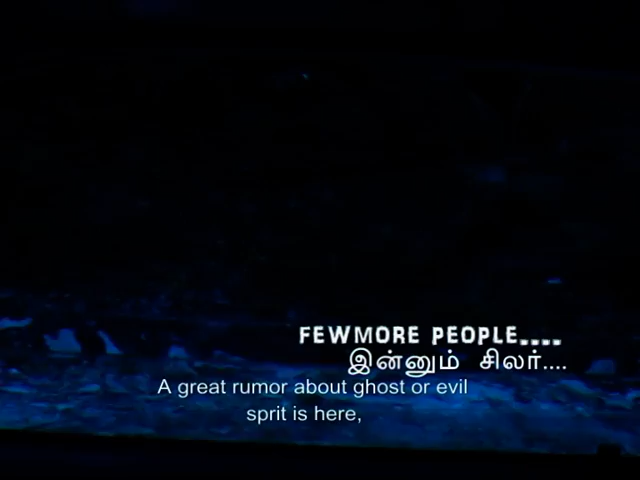 FEWMORE PEOPLE....
இன்னும் சிலர்....
A great rumor about ghost or evil
sprit is here,